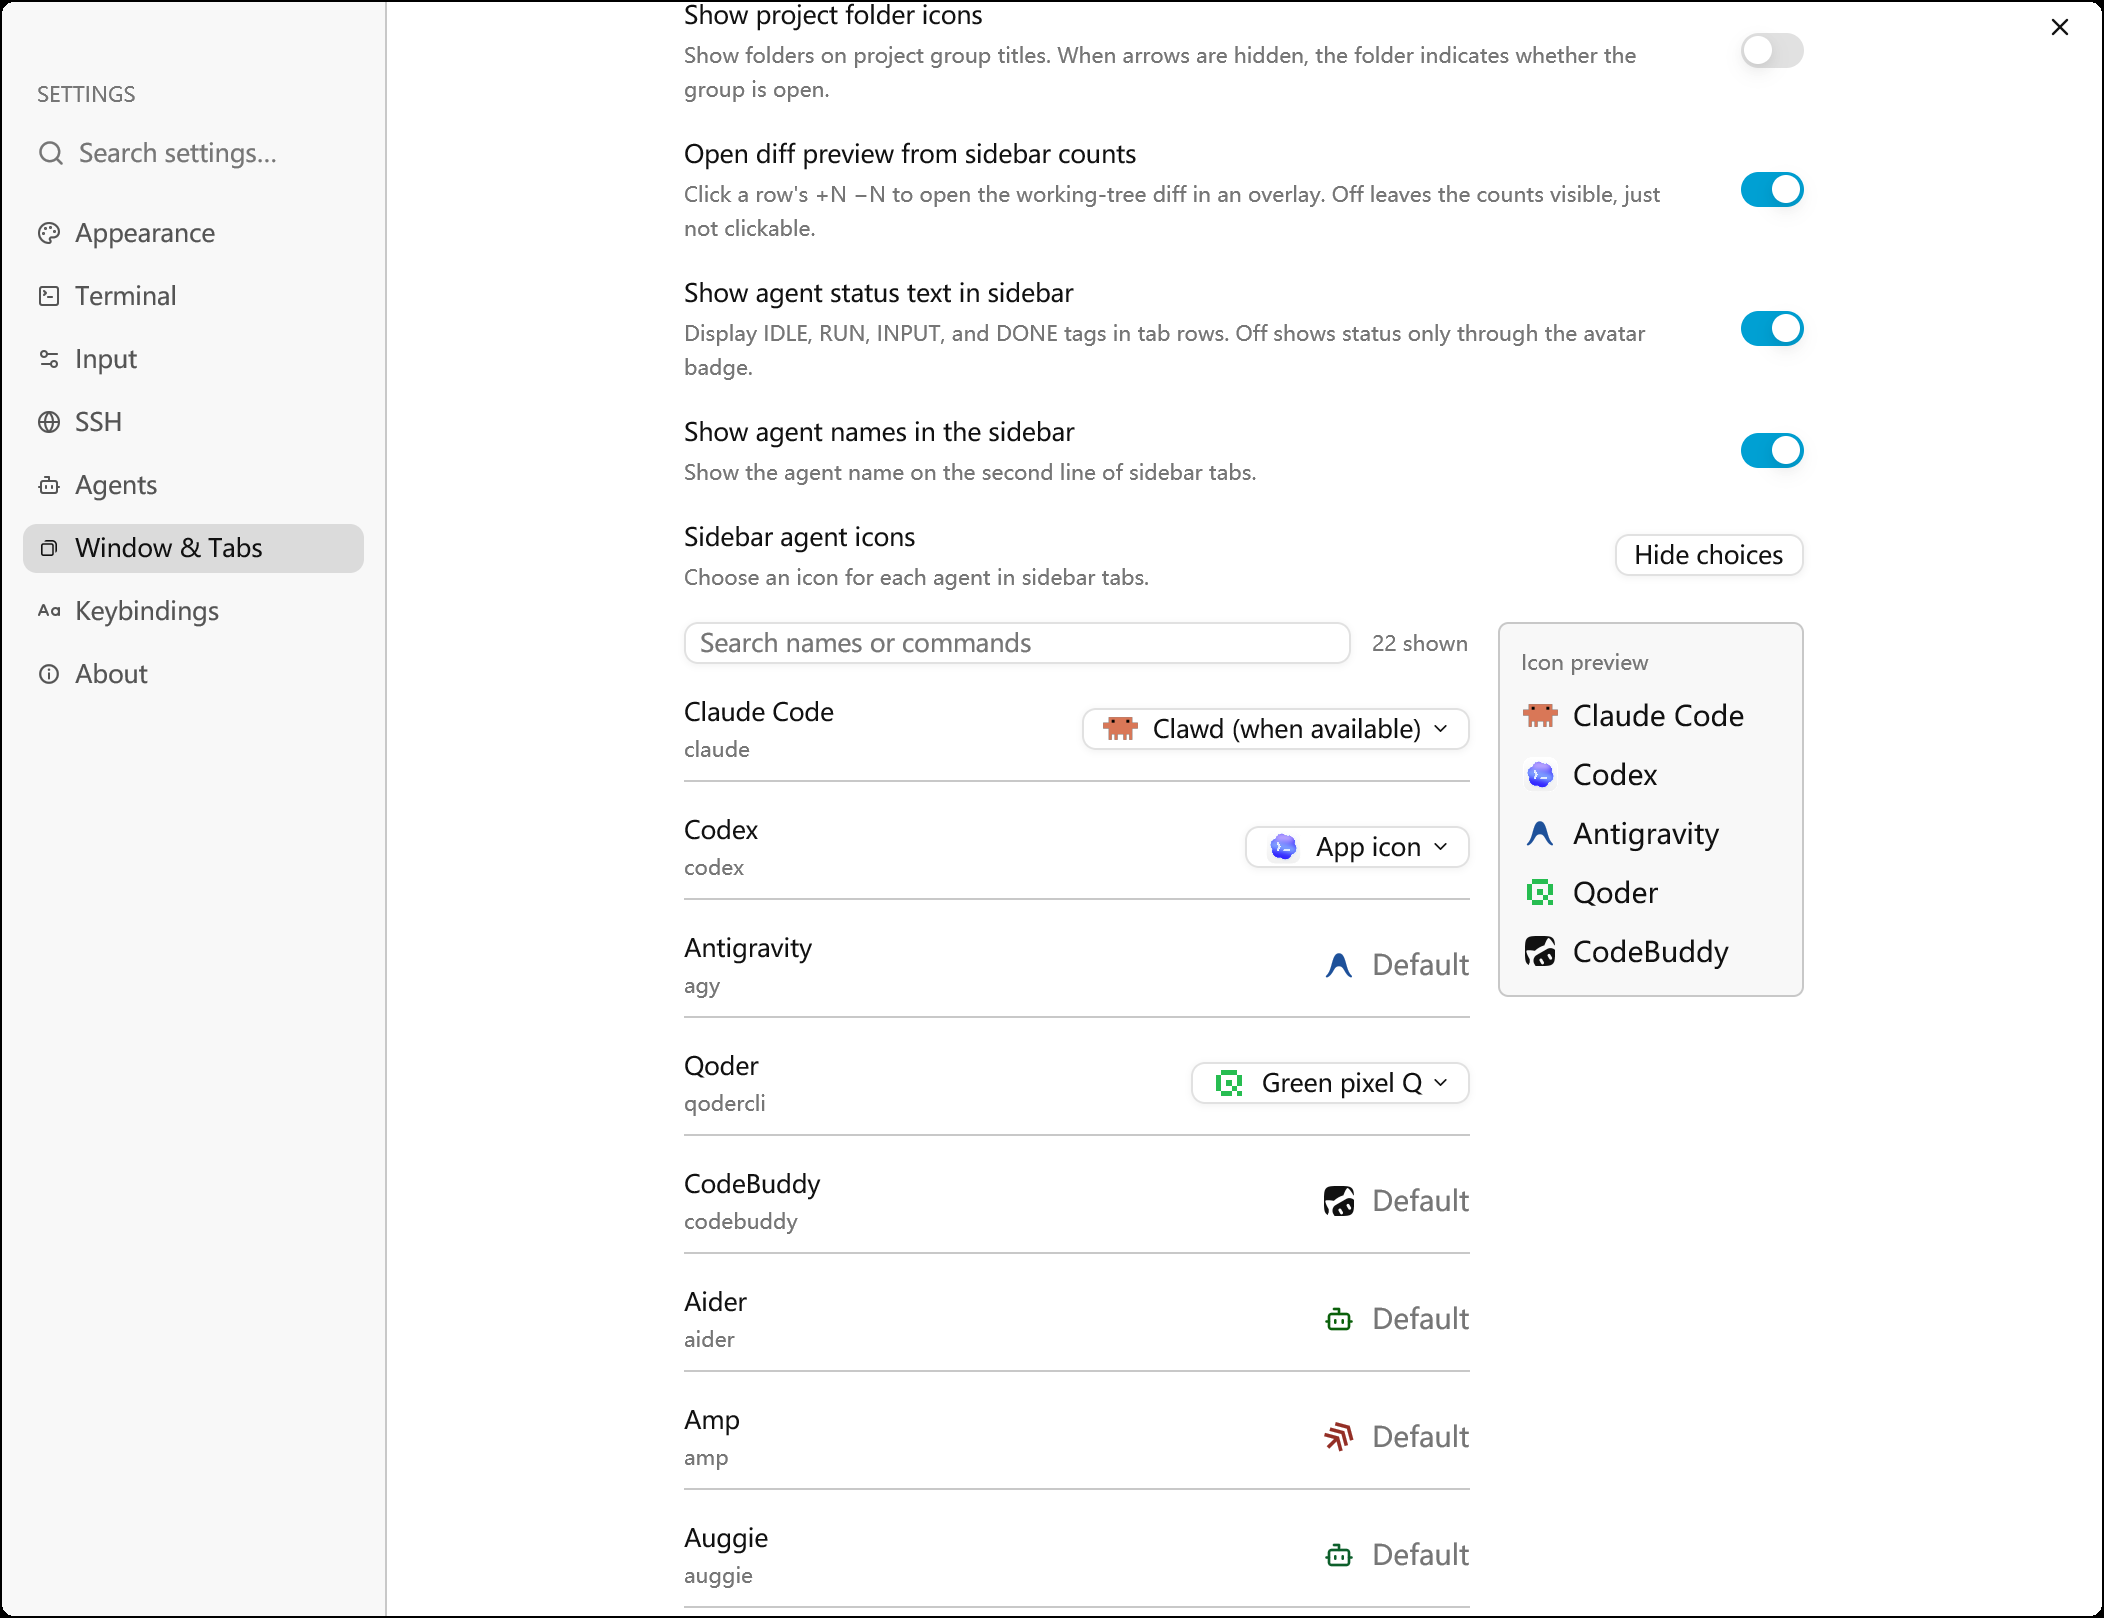 SETTINGS
Search settings...
Appearance
Terminal
Input
SSH
Agents
Window & Tabs
Keybindings
About
Show project folder icons
Show folders on project group titles. When arrows are hidden, the folder indicates whether the
group is open.
Open diff preview from sidebar counts
Click a row's +N −N to open the working-tree diff in an overlay. Off leaves the counts visible, just
not clickable.
Show agent status text in sidebar
Display IDLE, RUN, INPUT, and DONE tags in tab rows. Off shows status only through the avatar
badge.
Show agent names in the sidebar
Show the agent name on the second line of sidebar tabs.
Sidebar agent icons
Choose an icon for each agent in sidebar tabs.
Hide choices
Search names or commands
22 shown
Claude Code
claude
Clawd (when available)
Codex
codex
App icon
Antigravity
agy
Default
Qoder
qodercli
Green pixel Q
CodeBuddy
codebuddy
Default
Aider
aider
Default
Amp
amp
Default
Auggie
auggie
Default
Icon preview
Claude Code
Codex
Antigravity
Qoder
CodeBuddy